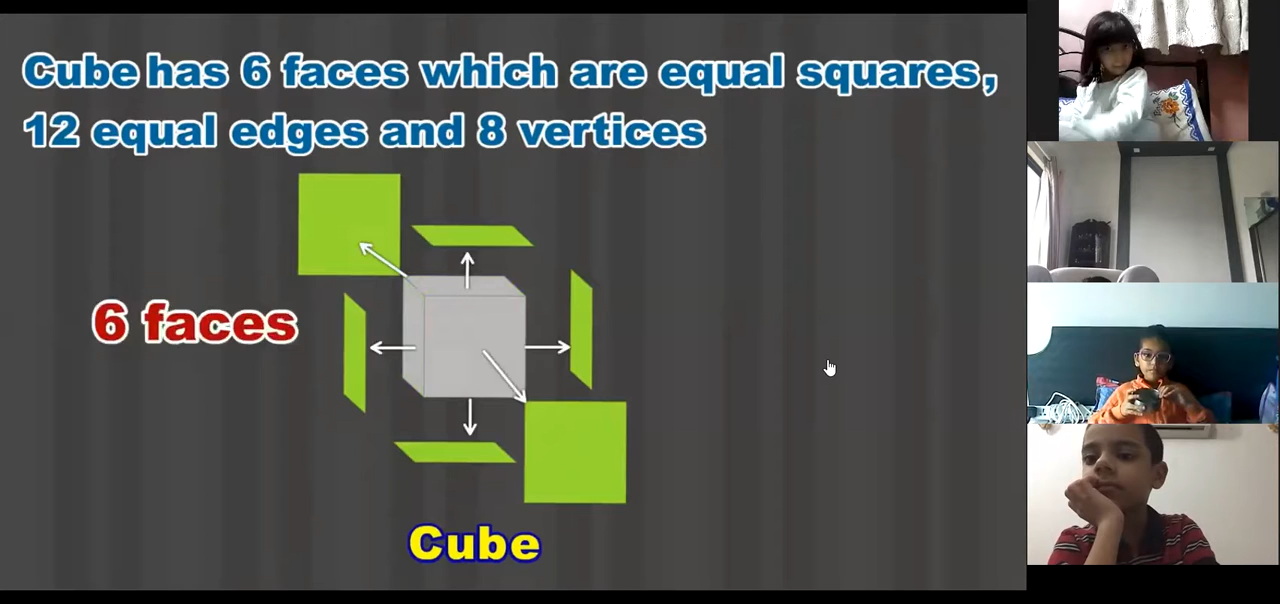 Cube has 6 faces which are equal squares,
12 equal edges and 8 vertices
6 faces
Cube